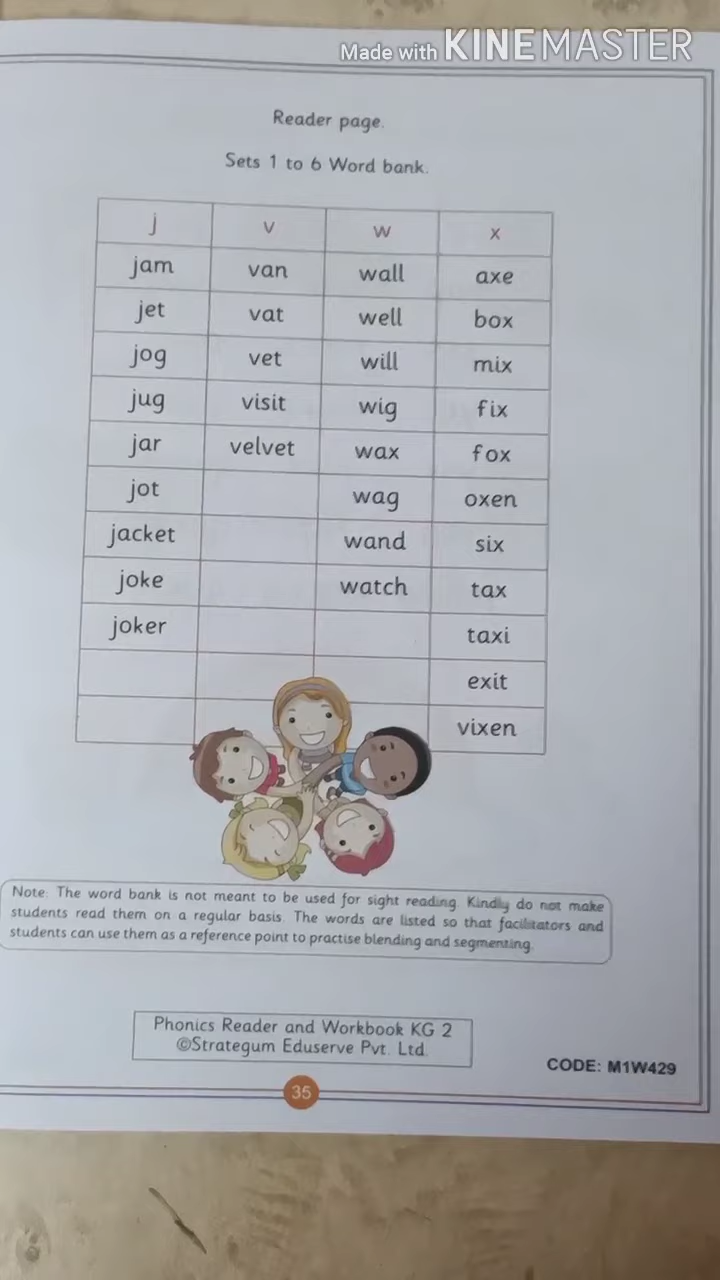 Made with KINEMASTER
Reader page.
Sets 1 to 6 Word bank.
j v w x
jam van wall axe
jet vat well box
jog vet will mix
jug visit wig fix
jar velvet wax fox
jot wag oxen
jacket wand six
joke watch tax
joker taxi
exit
vixen
Note: The word bank is not meant to be used for sight reading. Kindly do not make
students read them on a regular basis. The words are listed so that facilitators and
students can use them as a reference point to practise blending and segmenting.
Phonics Reader and Workbook KG 2
©Strategum Eduserve Pvt. Ltd.
CODE: M1W429
35